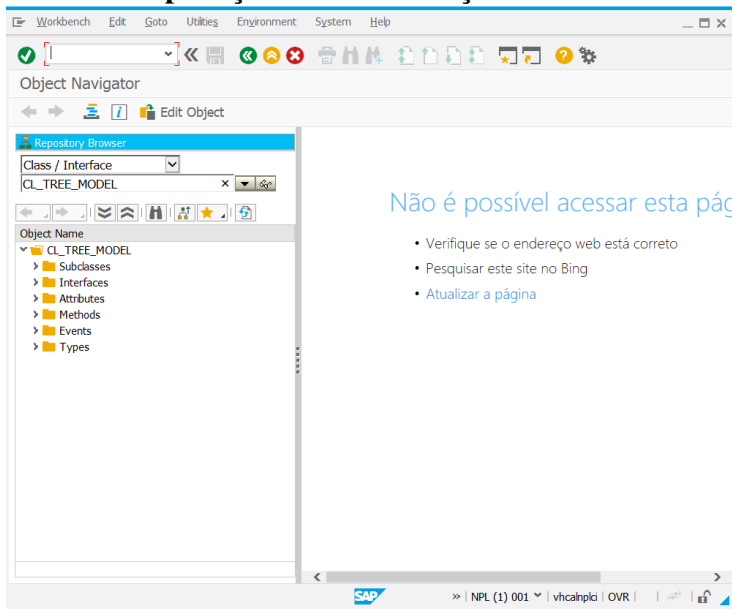 Workbench Edit Goto Utilities Environment System Help
Object Navigator
Edit Object
Repository Browser
Class / Interface
CL_TREE_MODEL
Object Name
CL_TREE_MODEL
Subclasses
Interfaces
Attributes
Methods
Events
Types
Não é possível acessar esta pág
• Verifique se o endereço web está correto
• Pesquisar este site no Bing
• Atualizar a página
SAP
» | NPL (1) 001 | vhcalnplci | OVR |